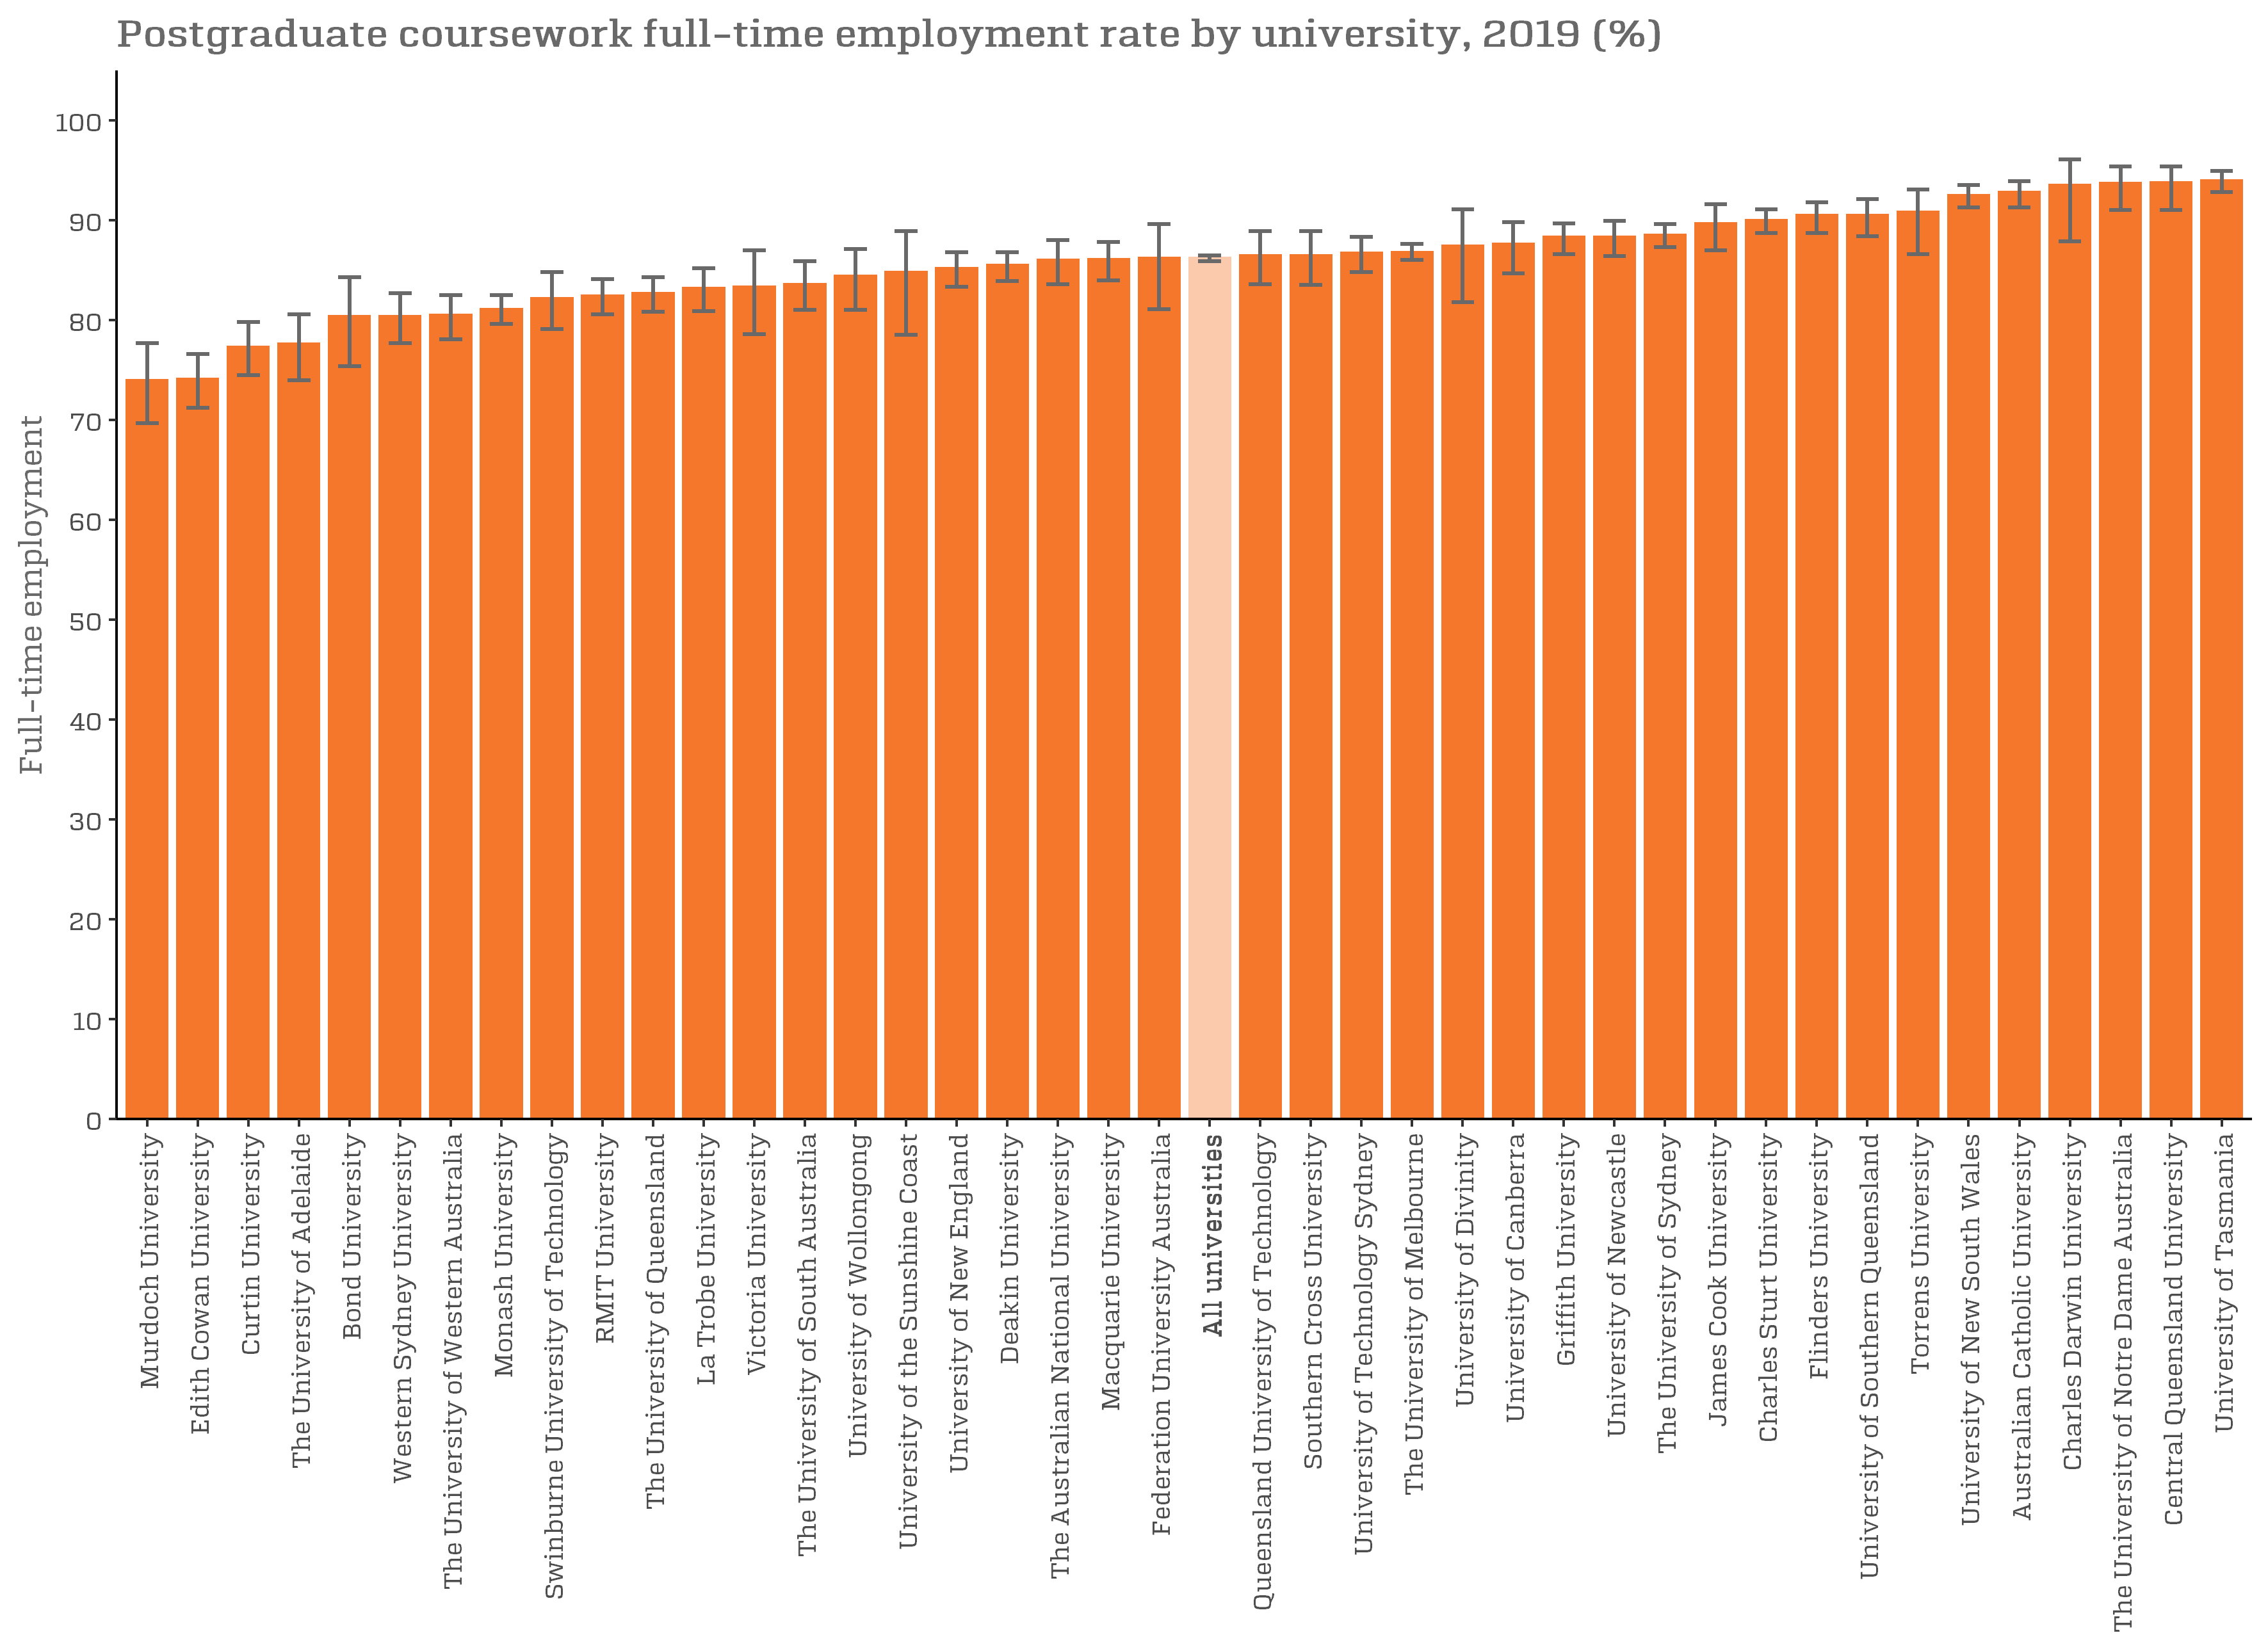 Postgraduate coursework full-time employment rate by university, 2019 (%)
Full-time employment
100
90
80
70
60
50
40
30
20
10
0
Murdoch University
Edith Cowan University
Curtin University
The University of Adelaide
Bond University
Western Sydney University
The University of Western Australia
Monash University
Swinburne University of Technology
RMIT University
The University of Queensland
La Trobe University
Victoria University
The University of South Australia
University of Wollongong
University of the Sunshine Coast
University of New England
Deakin University
The Australian National University
Macquarie University
Federation University Australia
All universities
Queensland University of Technology
Southern Cross University
University of Technology Sydney
The University of Melbourne
University of Divinity
University of Canberra
Griffith University
University of Newcastle
The University of Sydney
James Cook University
Charles Sturt University
Flinders University
University of Southern Queensland
Torrens University
University of New South Wales
Australian Catholic University
Charles Darwin University
The University of Notre Dame Australia
Central Queensland University
University of Tasmania